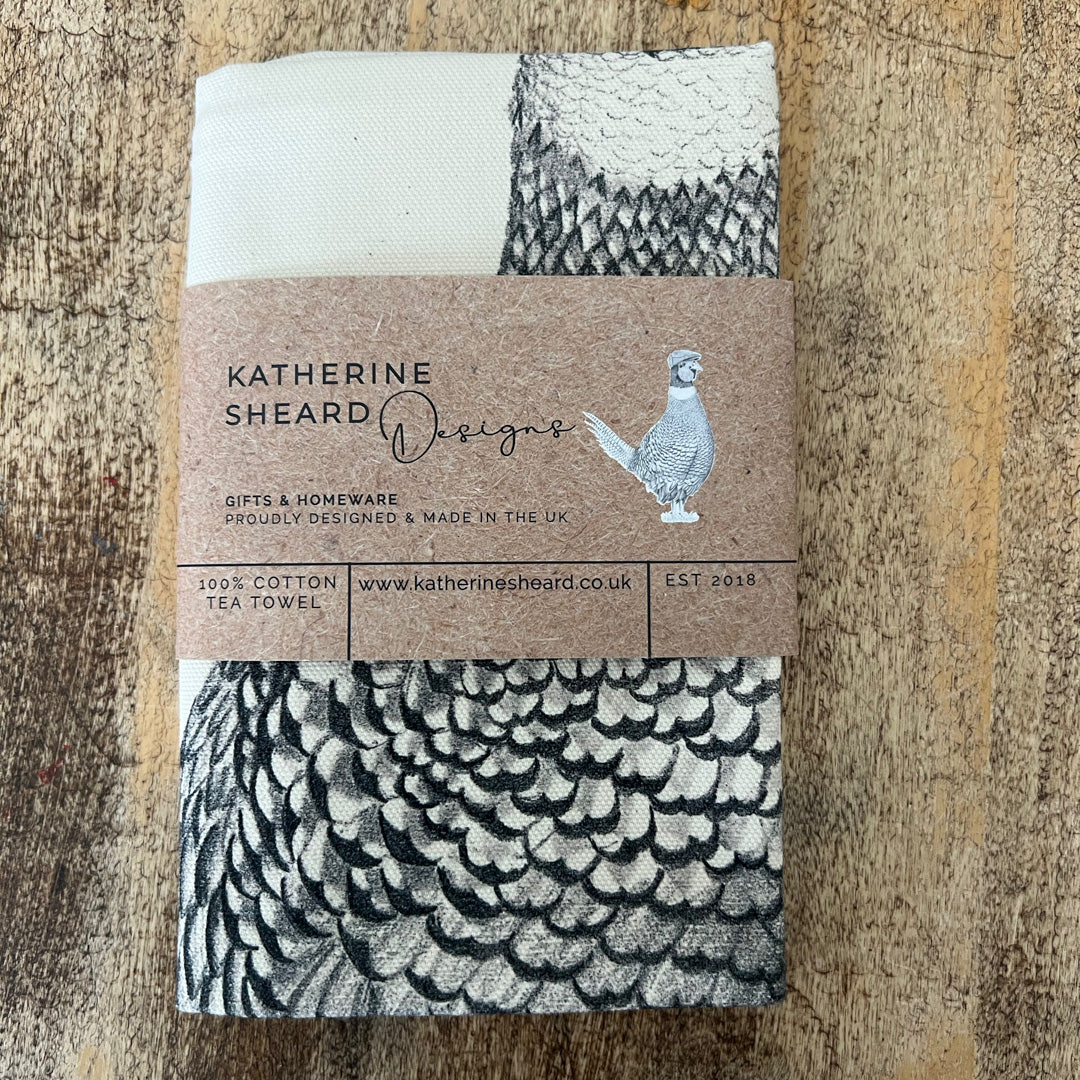 KATHERINE
SHEARD Designs
GIFTS & HOMEWARE
PROUDLY DESIGNED & MADE IN THE UK
100% COTTON
TEA TOWEL
www.katherinesheard.co.uk
EST 2018